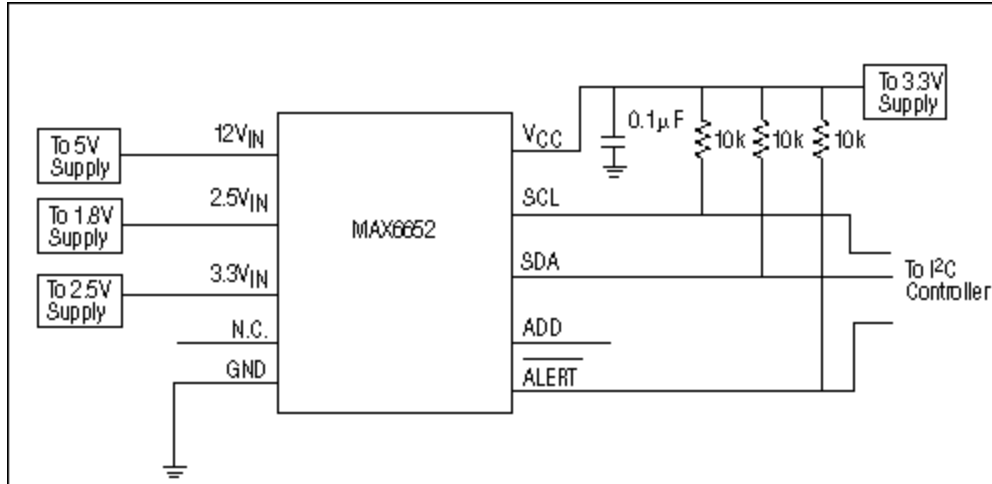 To 5V
Supply
12VIN
To 1.8V
Supply
2.5VIN
To 2.5V
Supply
3.3VIN
N.C.
GND
MAX6652
VCC
SCL
SDA
ADD
ALERT
0.1µF
10k
10k
10k
To 3.3V
Supply
To I²C
Controller